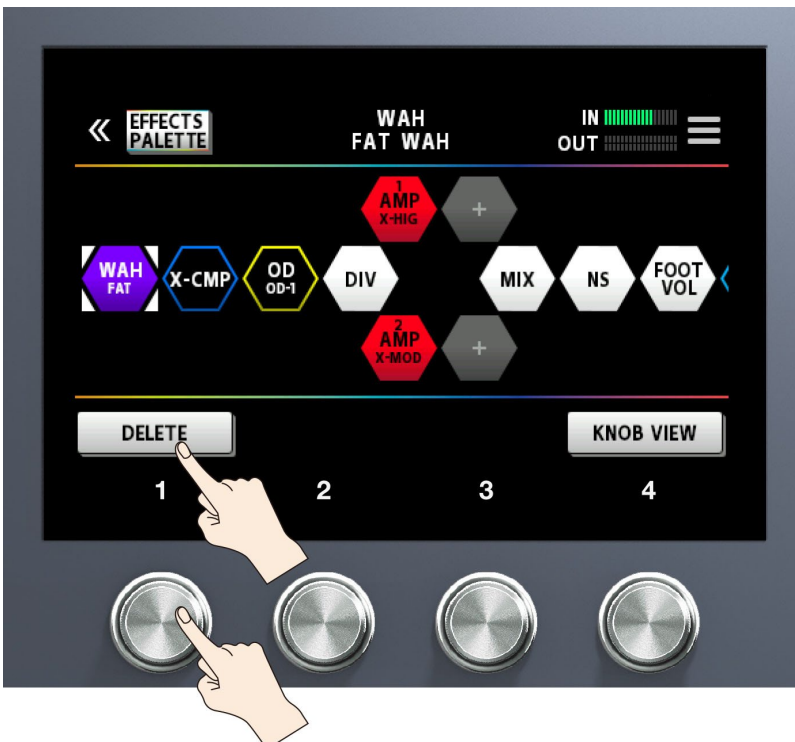 «
EFFECTS
PALETTE
WAH
FAT WAH
IN
OUT
1
AMP
X-HIG
+
WAH
FAT
X-CMP
OD
OD-1
DIV
MIX
NS
FOOT
VOL
2
AMP
X-MOD
+
DELETE
KNOB VIEW
1
2
3
4